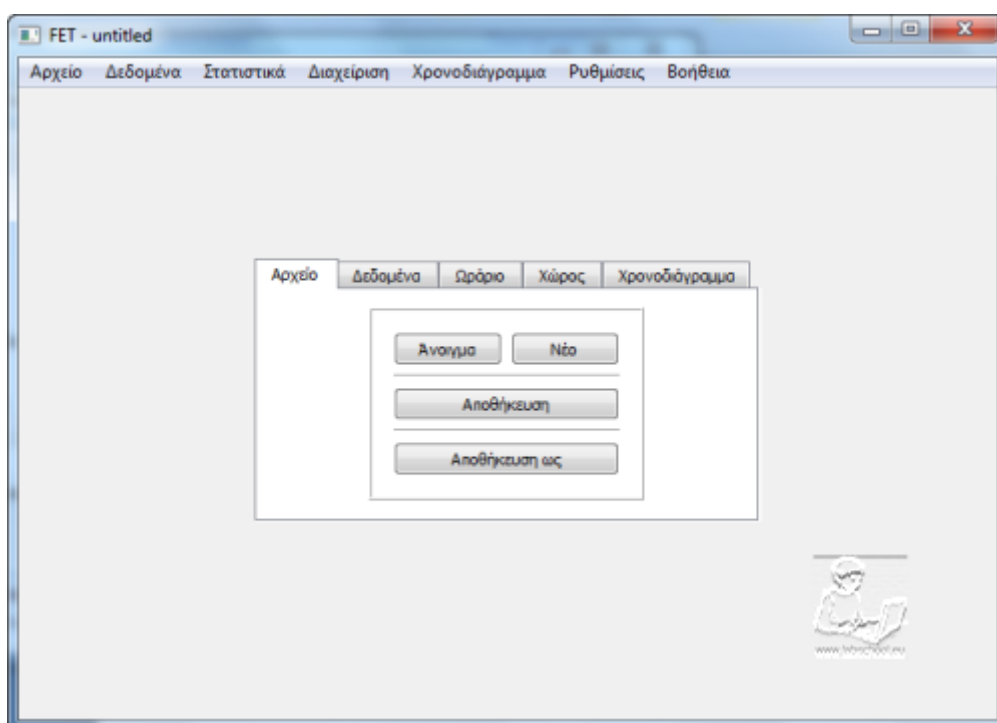 FET - untitled
Αρχείο Δεδομένα Στατιστικά Διαχείριση Χρονοδιάγραμμα Ρυθμίσεις Βοήθεια
Αρχείο Δεδομένα Ωράριο Χώρος Χρονοδιάγραμμα
Άνοιγμα Νέο
Αποθήκευση
Αποθήκευση ως